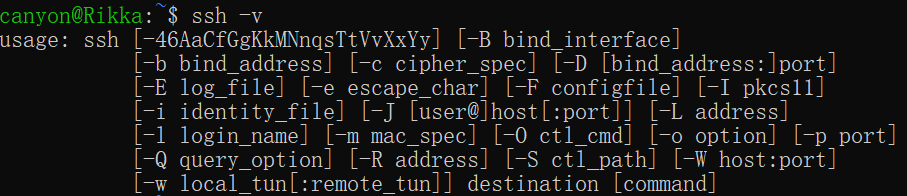 canyon@Rikka:~$ ssh -v
usage: ssh [-46AaCfGgKkMNnqsTtVvXxYy] [-B bind_interface]
[-b bind_address] [-c cipher_spec] [-D [bind_address:]port]
[-E log_file] [-e escape_char] [-F configfile] [-I pkcs11]
[-i identity_file] [-J [user@]host[:port]] [-L address]
[-l login_name] [-m mac_spec] [-O ctl_cmd] [-o option] [-p port]
[-Q query_option] [-R address] [-S ctl_path] [-W host:port]
[-w local_tun[:remote_tun]] destination [command]